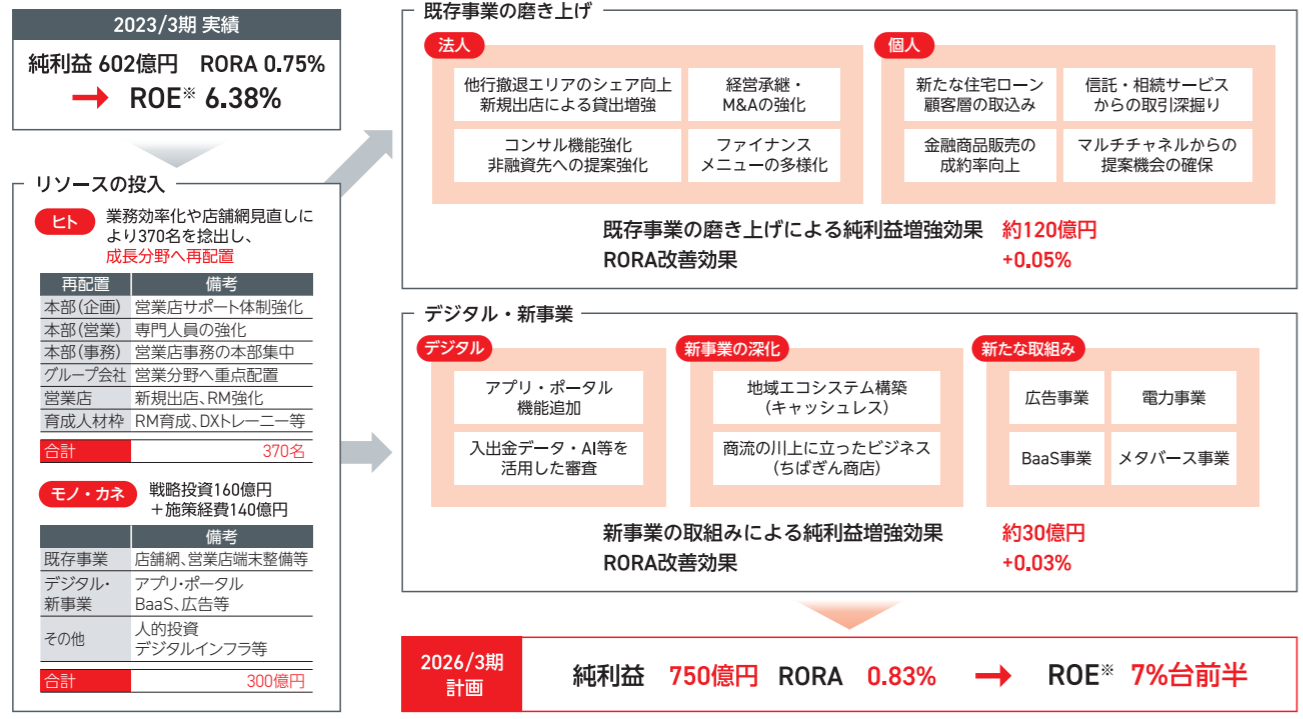 2023/3期 実績
純利益 602億円 RORA 0.75%
→ ROE※ 6.38%
リソースの投入
ヒト
業務効率化や店舗網見直しに
より370名を捻出し、
成長分野へ再配置
再配置 備考
本部(企画) 営業店サポート体制強化
本部(営業) 専門人員の強化
本部(事務) 営業店事務の本部集中
グループ会社 営業分野へ重点配置
営業店 新規出店、RM強化
育成人材枠 RM育成、DXトレーニー等
合計 370名
モノ・カネ
戦略投資160億円
＋施策経費140億円
備考
既存事業 店舗網、営業店端末整備等
デジタル・
新事業
アプリ・ポータル
BaaS、広告等
その他
人的投資
デジタルインフラ等
合計 300億円
既存事業の磨き上げ
法人
他行撤退エリアのシェア向上
新規出店による貸出増強
経営承継・
M&Aの強化
コンサル機能強化
非融資先への提案強化
ファイナンス
メニューの多様化
個人
新たな住宅ローン
顧客層の取込み
信託・相続サービス
からの取引深掘り
金融商品販売の
成約率向上
マルチチャネルからの
提案機会の確保
既存事業の磨き上げによる純利益増強効果 約120億円
RORA改善効果 +0.05%
デジタル・新事業
デジタル
アプリ・ポータル
機能追加
入出金データ・AI等を
活用した審査
新事業の深化
地域エコシステム構築
(キャッシュレス)
商流の川上に立ったビジネス
(ちばぎん商店)
新たな取組み
広告事業
電力事業
BaaS事業
メタバース事業
新事業の取組みによる純利益増強効果 約30億円
RORA改善効果 +0.03%
2026/3期
計画
純利益 750億円 RORA 0.83% → ROE※ 7%台前半